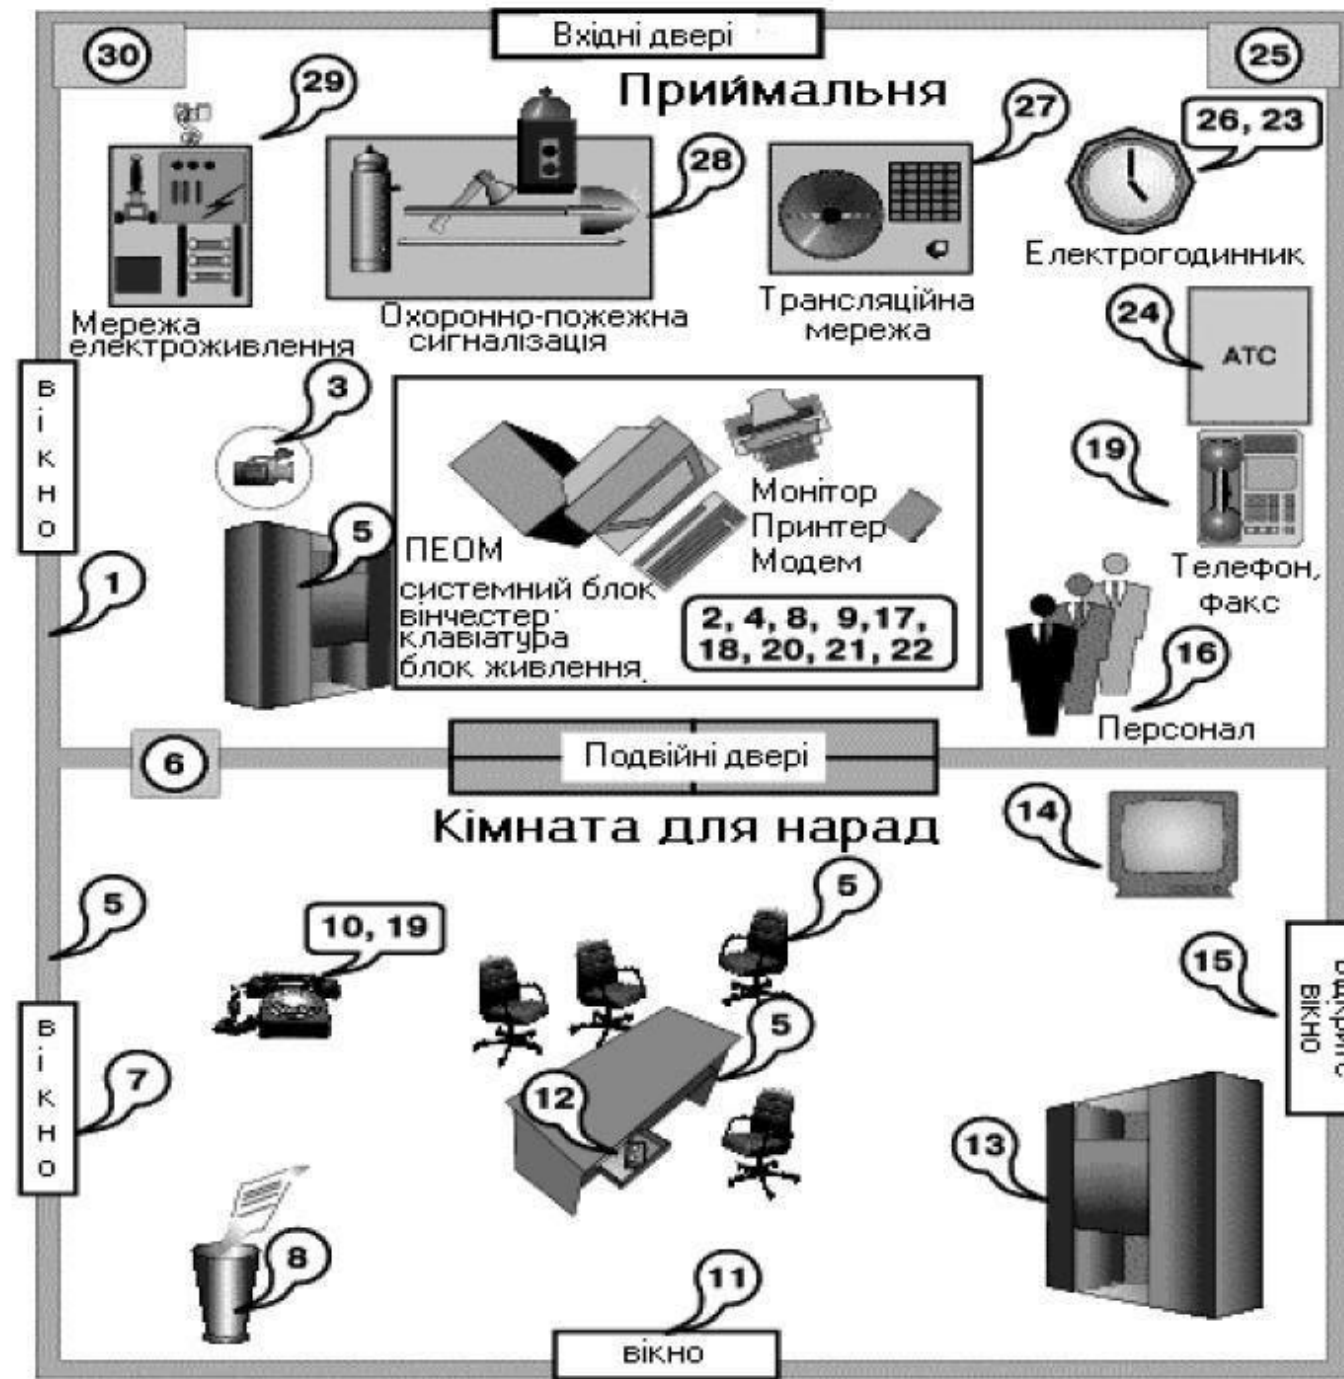 Вхідні двері
30
25
Приймальня
29
28
27
26, 23
Електрогодинник
Мережа
електроживлення
Охоронно-пожежна
сигналізація
Трансляційна
мережа
24
АТС
В
і
к
н
о
3
19
5
1
Монітор
Принтер
Модем
ПЕОМ
системний блок
вінчестер
клавіатура
блок живлення
2, 4, 8, 9,17,
18, 20, 21, 22
Телефон,
факс
16
Персонал
6
Подвійні двері
Кімната для нарад
14
5
10, 19
5
15
вікно
5
12
В
і
к
н
о
7
13
8
11
вікно